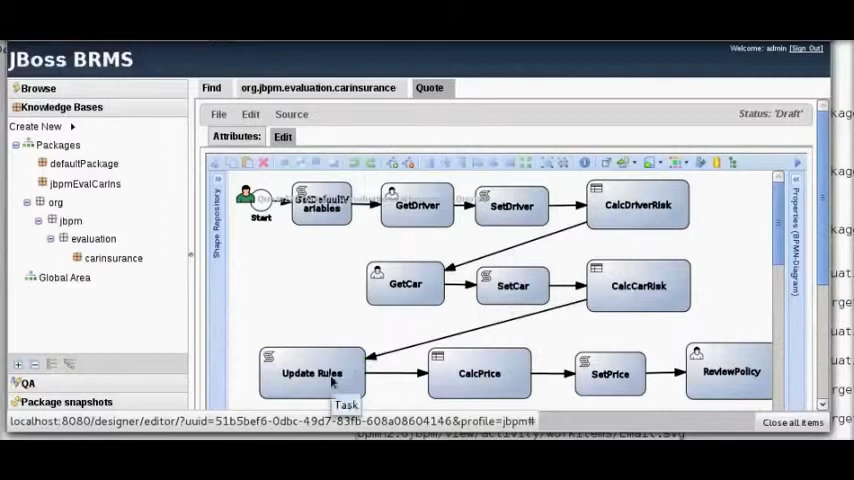 JBoss BRMS
Welcome: admin [Sign Out]
Browse
Knowledge Bases
Create New
Packages
defaultPackage
jbpmEvalCarIns
org
jbpm
evaluation
carinsurance
Global Area
QA
Package snapshots
Find
org.jbpm.evaluation.carinsurance
Quote
File
Edit
Source
Status: 'Draft'
Attributes:
Edit
Shape Repository
Properties (BPMN-Diagram)
Start
GetDriver
SetDriver
CalcDriverRisk
GetCar
SetCar
CalcCarRisk
Update Rules
CalcPrice
SetPrice
ReviewPolicy
Task
localhost:8080/designer/editor/?uuid=51b5bef6-0dbc-49d7-83fb-608a08604146&profile=jbpm#
Close all items